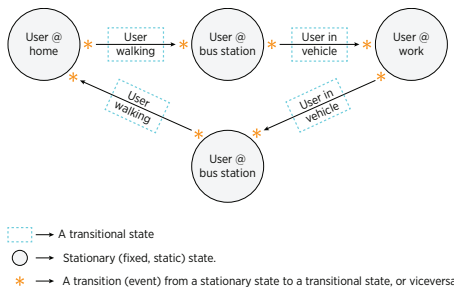 User @
home
User
walking
User @
bus station
User in
vehicle
User @
work
User
walking
User in
vehicle
User @
bus station
A transitional state
Stationary (fixed, static) state.
A transition (event) from a stationary state to a transitional state, or viceversa